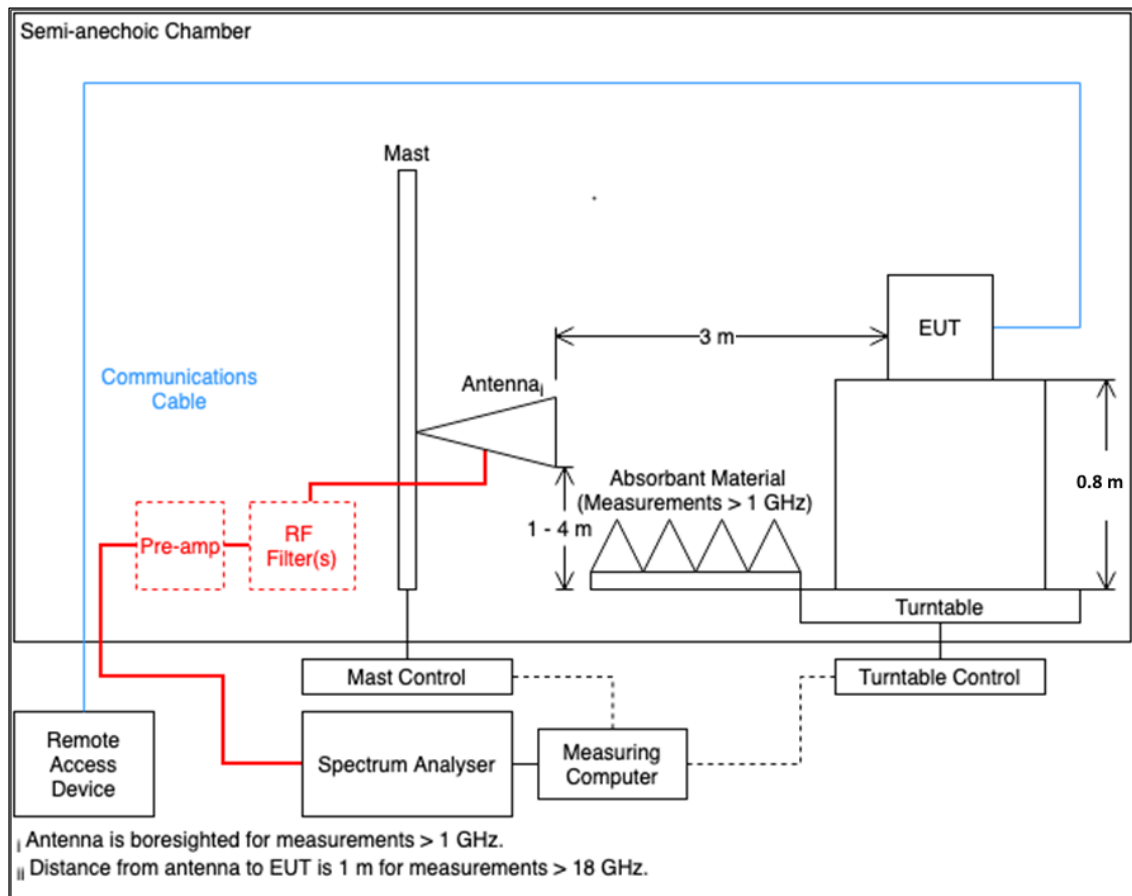 Semi-anechoic Chamber
Mast
EUT
3 m
Antennai
Communications
Cable
Absorbant Material
(Measurements > 1 GHz)
0.8 m
1 - 4 m
RF
Filter(s)
Pre-amp
Turntable
Mast Control
Turntable Control
Remote
Access
Device
Spectrum Analyser
Measuring
Computer
i Antenna is boresighted for measurements > 1 GHz.
ii Distance from antenna to EUT is 1 m for measurements > 18 GHz.